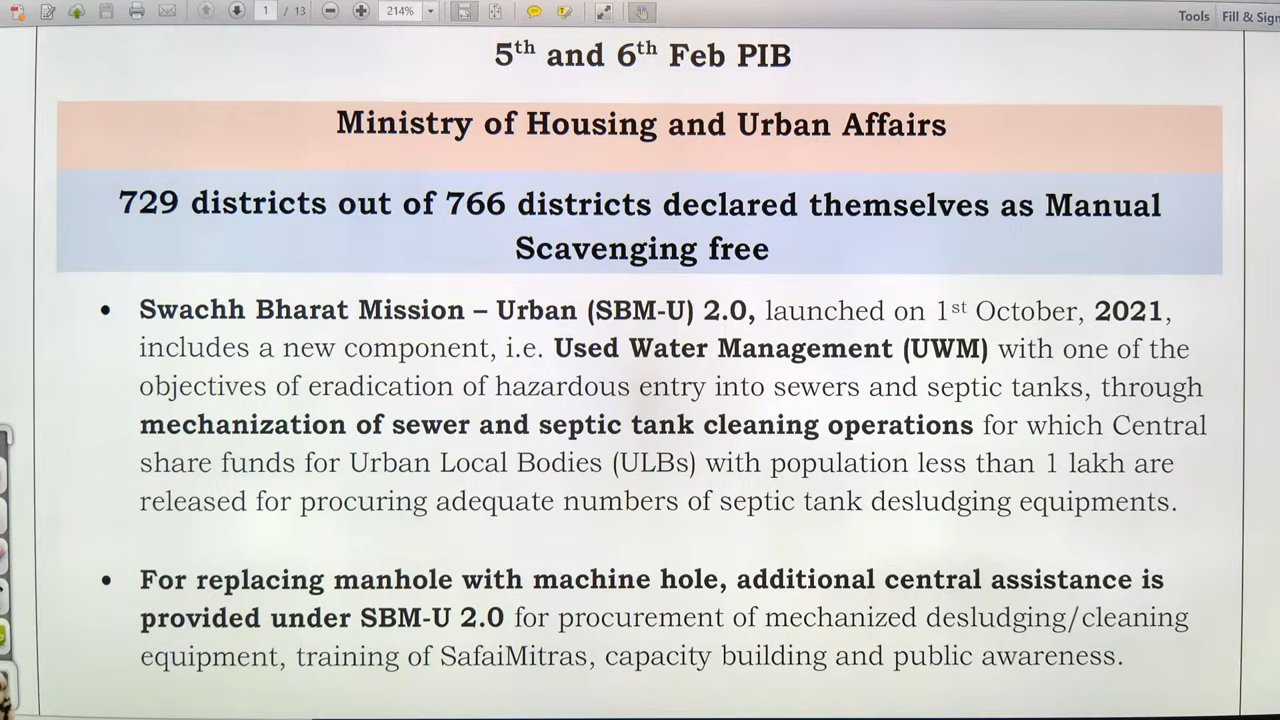 1 / 13 214% Tools Fill & Sign
5th and 6th Feb PIB
Ministry of Housing and Urban Affairs
729 districts out of 766 districts declared themselves as Manual
Scavenging free
• Swachh Bharat Mission – Urban (SBM-U) 2.0, launched on 1st October, 2021,
includes a new component, i.e. Used Water Management (UWM) with one of the
objectives of eradication of hazardous entry into sewers and septic tanks, through
mechanization of sewer and septic tank cleaning operations for which Central
share funds for Urban Local Bodies (ULBs) with population less than 1 lakh are
released for procuring adequate numbers of septic tank desludging equipments.
• For replacing manhole with machine hole, additional central assistance is
provided under SBM-U 2.0 for procurement of mechanized desludging/cleaning
equipment, training of SafaiMitras, capacity building and public awareness.